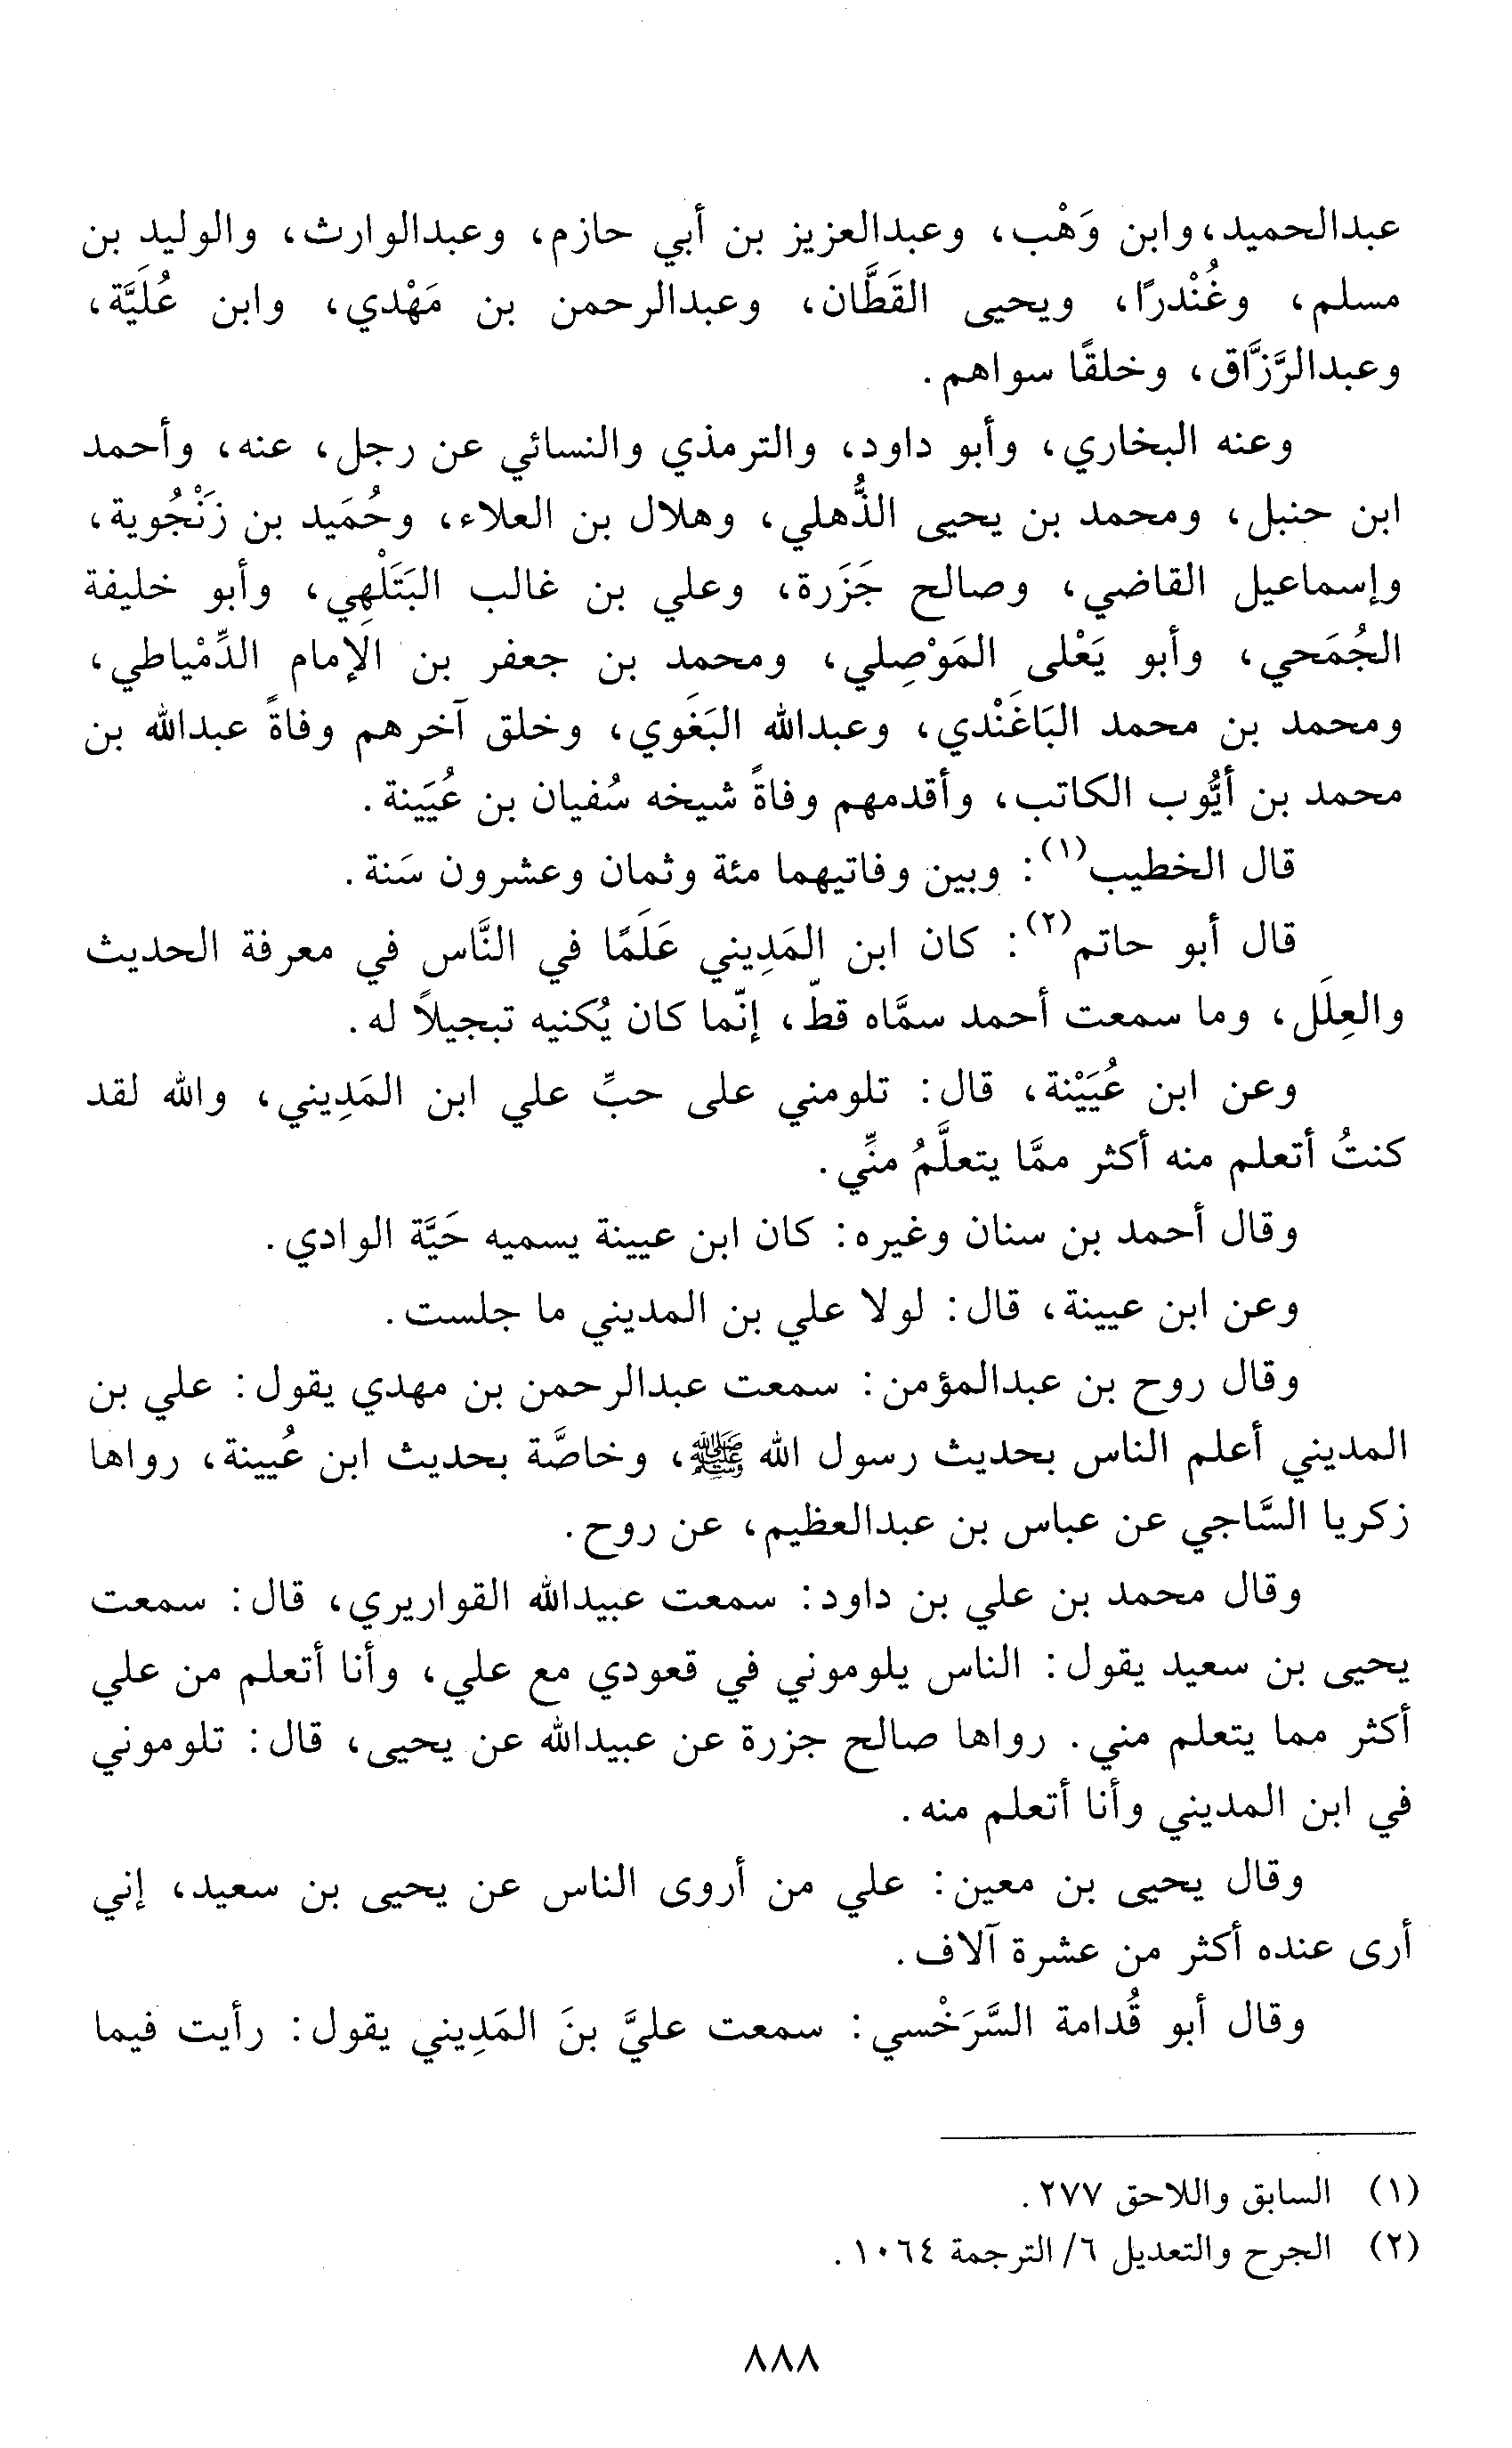 عبدالحميد، وابن وَهْب، وعبدالعزيز بن أبي حازم، وعبدالوارث، والوليد بن
مسلم، وغُنْدرًا، ويحيى القَطَّان، وعبدالرحمن بن مَهْدي، وابن عُلَيَّة،
وعبدالرَّزَّاق، وخلقًا سواهم.
وعنه البخاري، وأبو داود، والترمذي والنسائي عن رجل، عنه، وأحمد
ابن حنبل، ومحمد بن يحيى الذُّهلي، وهلال بن العلاء، وحُمَيد بن زَنْجُوية،
وإسماعيل القاضي، وصالح جَزَرة، وعلي بن غالب البَتَلْهِي، وأبو خليفة
الجُمَحي، وأبو يَعْلى المَوْصِلي، ومحمد بن جعفر بن الإمام الدِّمْياطي،
ومحمد بن محمد البَاغَنْدي، وعبدالله البَغَوي، وخلق آخرهم وفاةً عبدالله بن
محمد بن أيُّوب الكاتب، وأقدمهم وفاةً شيخه سُفيان بن عُيَينة.
قال الخطيب(١): وبين وفاتيهما مئة وثمان وعشرون سَنة.
قال أبو حاتم(٢): كان ابن المَدِيني عَلَمًا في النَّاس في معرفة الحديث
والعِلَل، وما سمعت أحمد سمَّاه قطّ، إنّما كان يُكنيه تبجيلاً له.
وعن ابن عُيَيْنة، قال: تلومني على حبِّ علي ابن المَدِيني، والله لقد
كنتُ أتعلم منه أكثر ممَّا يتعلَّمُ منِّي.
وقال أحمد بن سنان وغيره: كان ابن عيينة يسميه حَيَّة الوادي.
وعن ابن عيينة، قال: لولا علي بن المديني ما جلست.
وقال روح بن عبدالمؤمن: سمعت عبدالرحمن بن مهدي يقول: علي بن
المديني أعلم الناس بحديث رسول الله ﷺ، وخاصَّة بحديث ابن عُيينة، رواها
زكريا السَّاجي عن عباس بن عبدالعظيم، عن روح.
وقال محمد بن علي بن داود: سمعت عبيدالله القواريري، قال: سمعت
يحيى بن سعيد يقول: الناس يلوموني في قعودي مع علي، وأنا أتعلم من علي
أكثر مما يتعلم مني. رواها صالح جزرة عن عبيدالله عن يحيى، قال: تلوموني
في ابن المديني وأنا أتعلم منه.
وقال يحيى بن معين: علي من أروى الناس عن يحيى بن سعيد، إني
أرى عنده أكثر من عشرة آلاف.
وقال أبو قُدامة السَّرَخْسي: سمعت عليَّ بنَ المَدِيني يقول: رأيت فيما
(١) السابق واللاحق ٢٧٧.
(٢) الجرح والتعديل ٦/ الترجمة ١٠٦٤.
٨٨٨